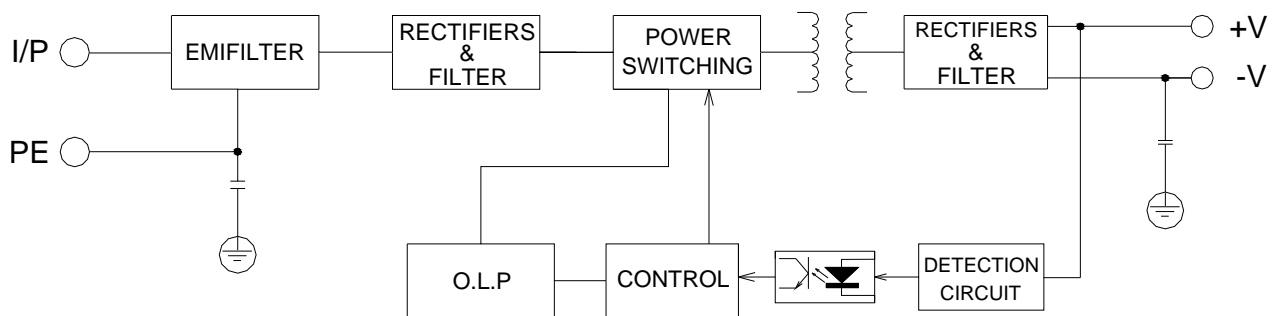 I/P
EMIFILTER
RECTIFIERS
&
FILTER
POWER
SWITCHING
RECTIFIERS
&
FILTER
+V
-V
PE
O.L.P
CONTROL
DETECTION
CIRCUIT